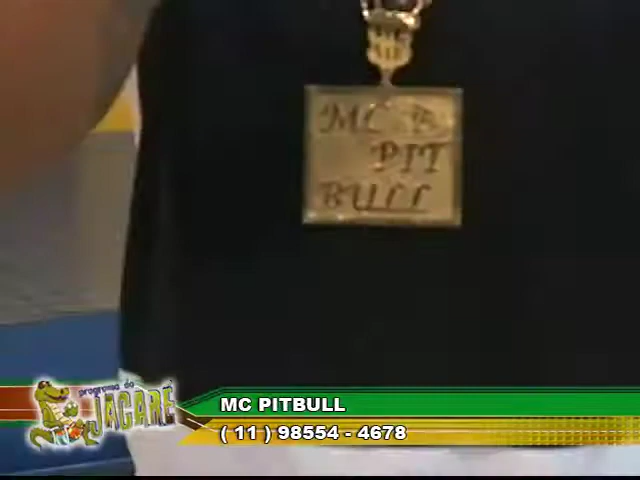 MC B
PIT
BULL
programa do
JACARÉ
MC PITBULL
( 11 ) 98554 - 4678